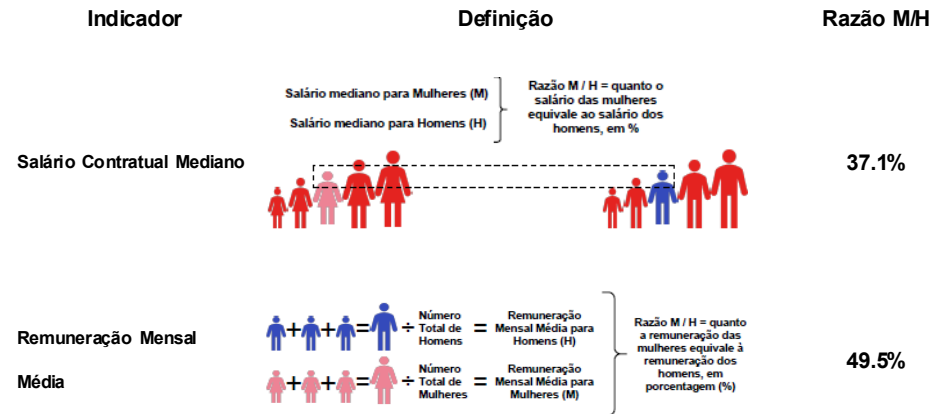 Indicador Definição Razão M/H
Salário mediano para Mulheres (M)
Salário mediano para Homens (H)
Razão M / H = quanto o
salário das mulheres
equivale ao salário dos
homens, em %
Salário Contratual Mediano
37.1%
Remuneração Mensal
Média
+ + = ÷ Número
Total de
Homens
= Remuneração
Mensal Média para
Homens (H)
+ + = ÷ Número
Total de
Mulheres
= Remuneração
Mensal Média para
Mulheres (M)
Razão M / H = quanto
a remuneração das
mulheres equivale à
remuneração dos
homens, em
porcentagem (%)
49.5%